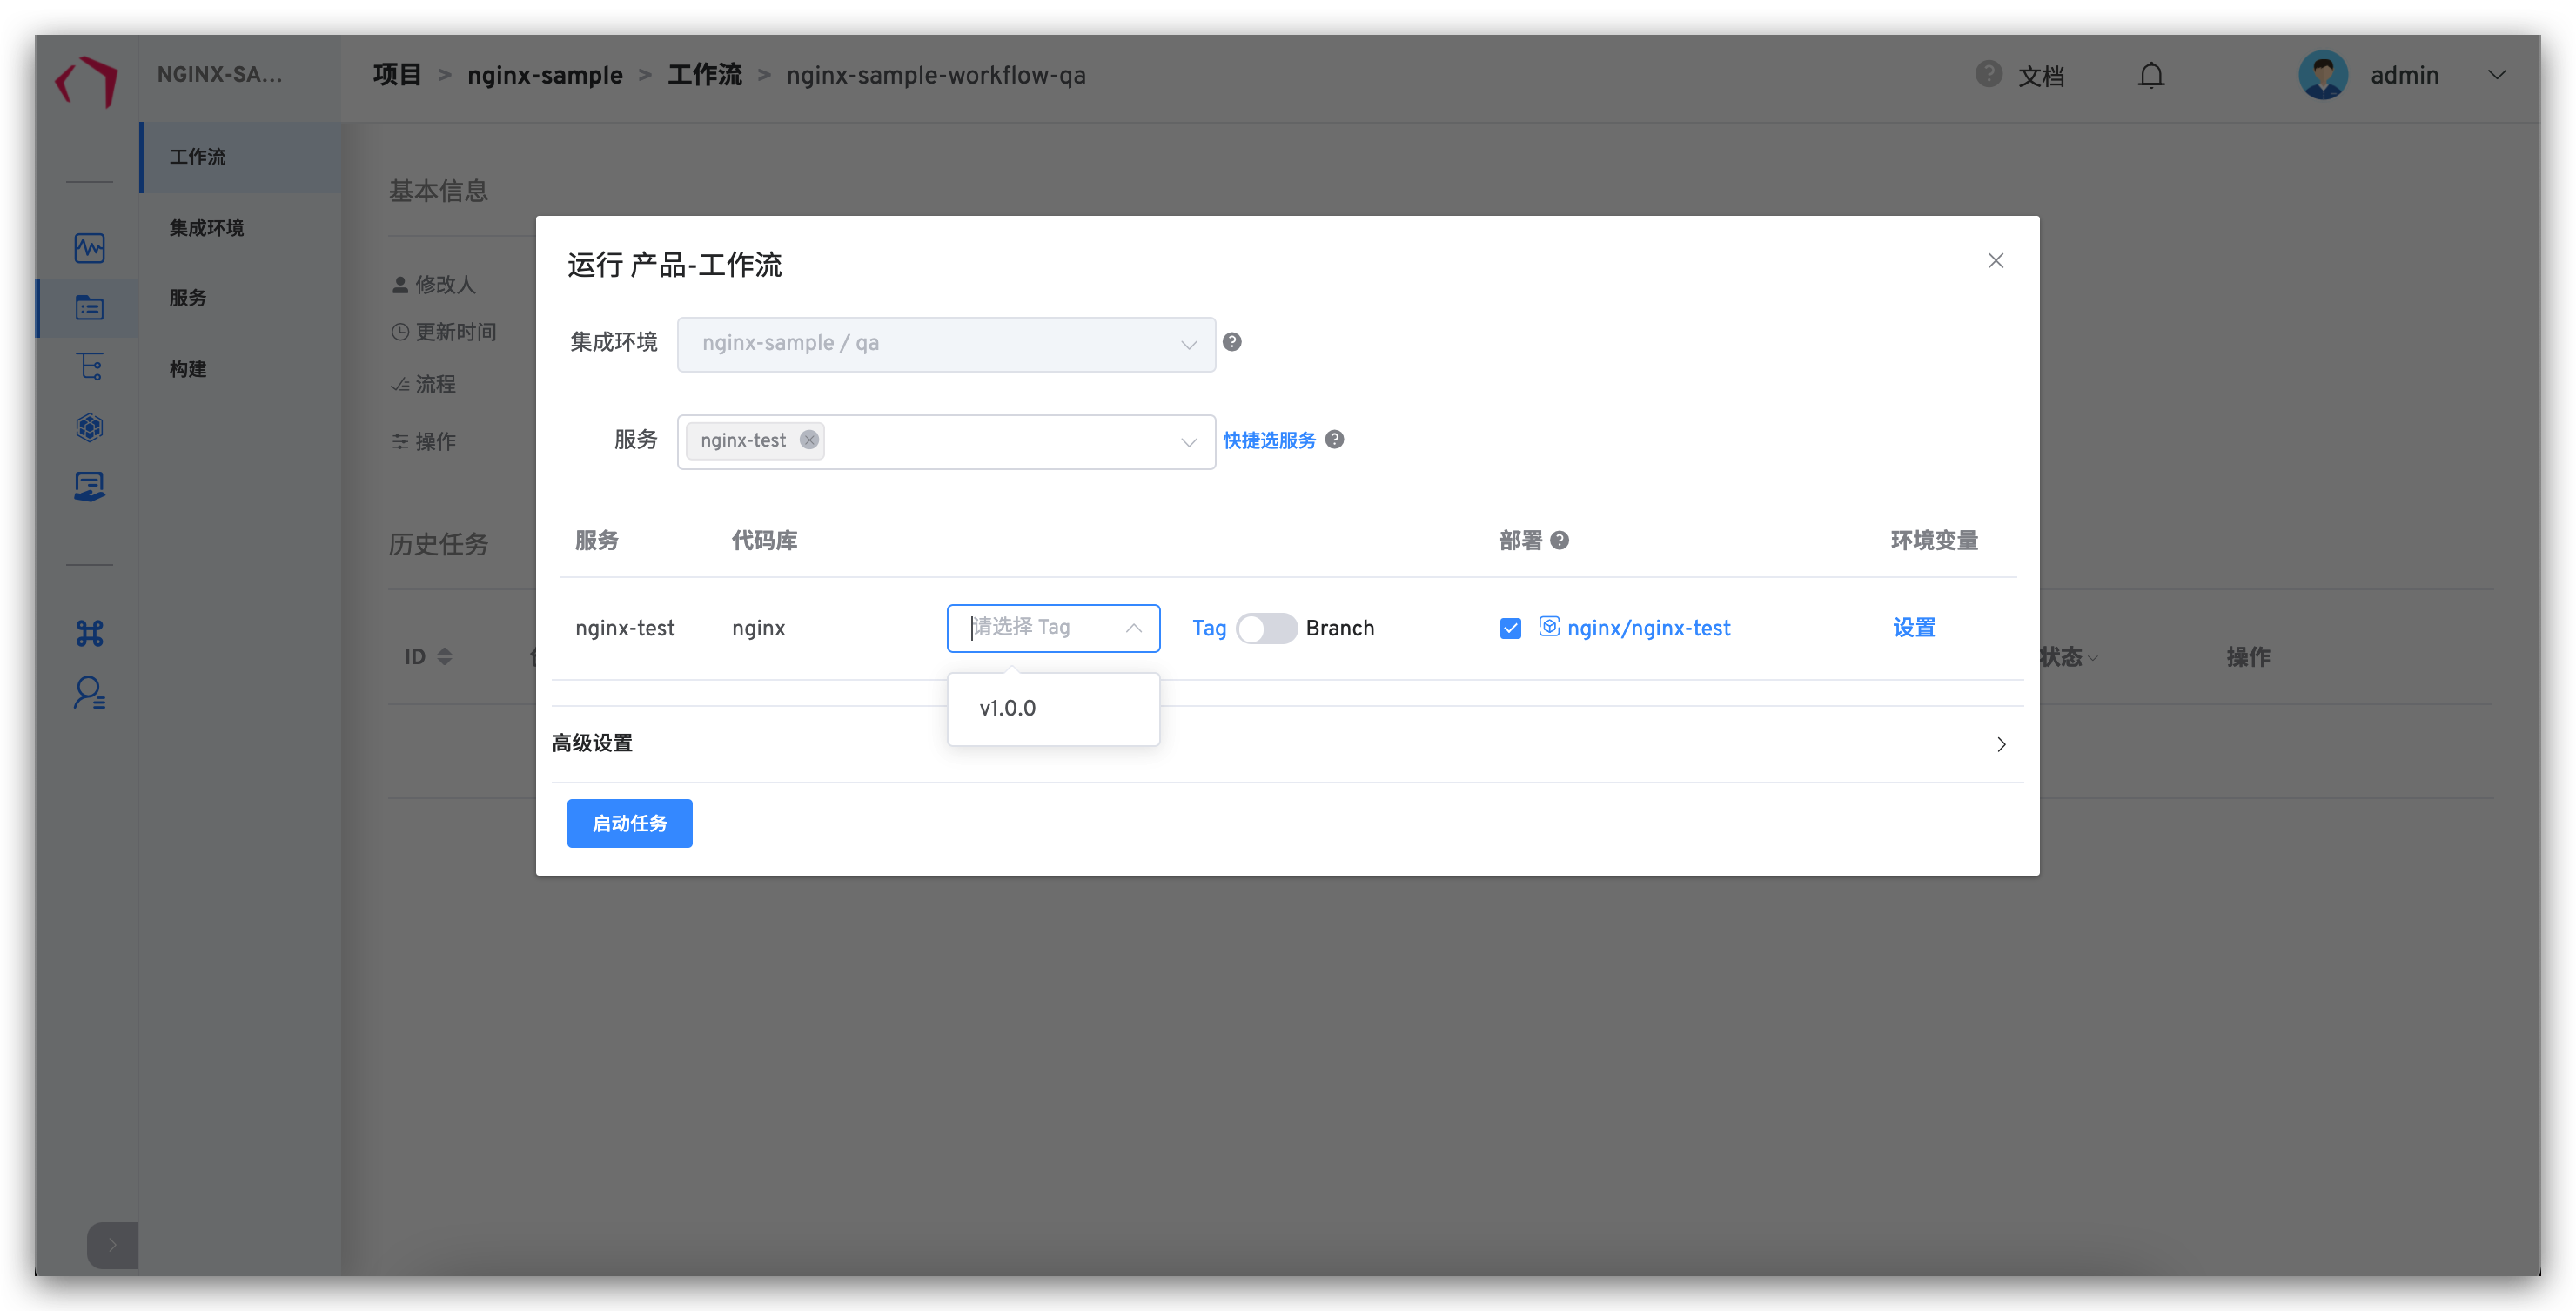 NGINX-SA...
项目 > nginx-sample > 工作流 > nginx-sample-workflow-qa
文档
admin
工作流
集成环境
服务
构建
基本信息
修改人
更新时间
流程
操作
历史任务
ID
状态
操作
运行 产品-工作流
集成环境
nginx-sample / qa
服务
nginx-test
快捷选服务
服务
代码库
部署
环境变量
nginx-test
nginx
请选择 Tag
Tag
Branch
nginx/nginx-test
设置
v1.0.0
高级设置
启动任务